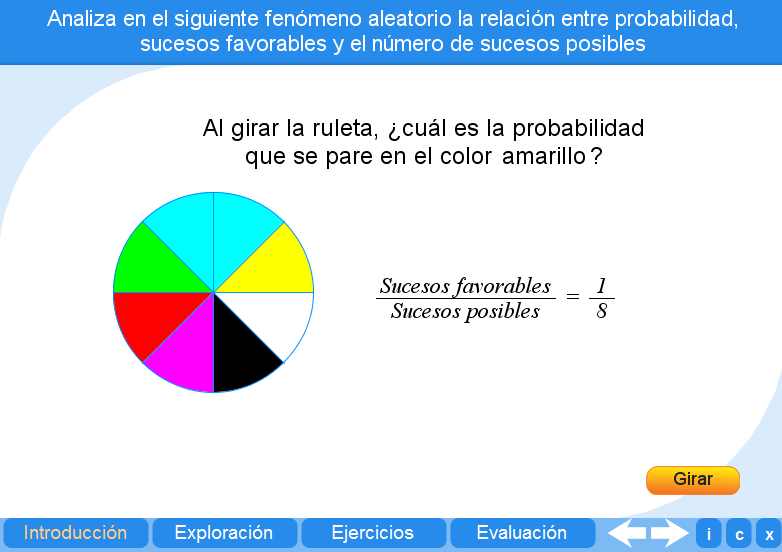 Analiza en el siguiente fenómeno aleatorio la relación entre probabilidad,
sucesos favorables y el número de sucesos posibles
Al girar la ruleta, ¿cuál es la probabilidad
que se pare en el color amarillo ?
Sucesos favorables
Sucesos posibles
=
1
8
Girar
Introducción
Exploración
Ejercicios
Evaluación
i
c
x